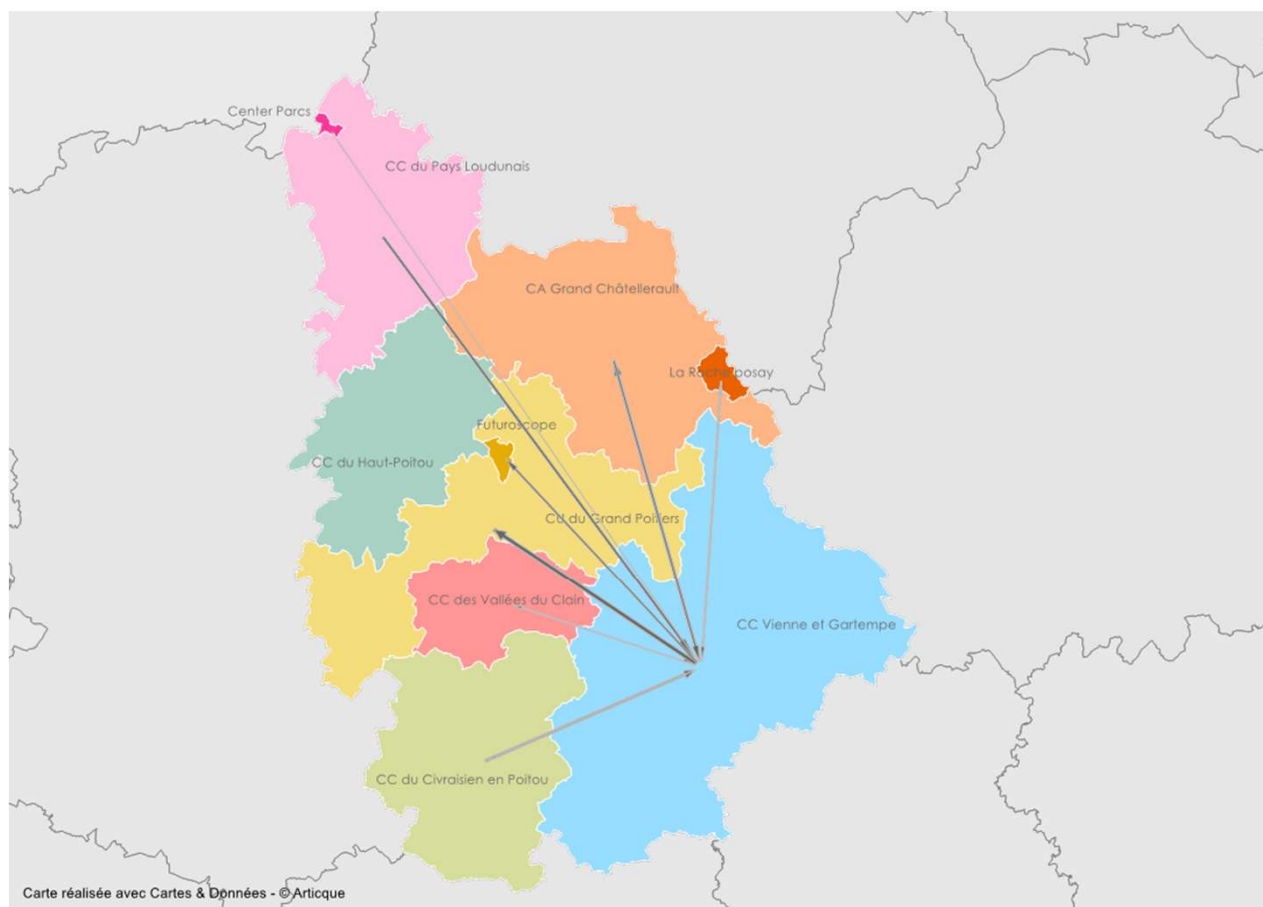 Center Parcs
CC du Pays Loudunais
CA Grand Châtellerault
La Roche posay
Futuroscope
CC du Haut-Poitou
CU du Grand Poitiers
CC des Vallées du Clain
CC Vienne et Gartempe
CC du Civraisien en Poitou
Carte réalisée avec Cartes & Données - © Articque